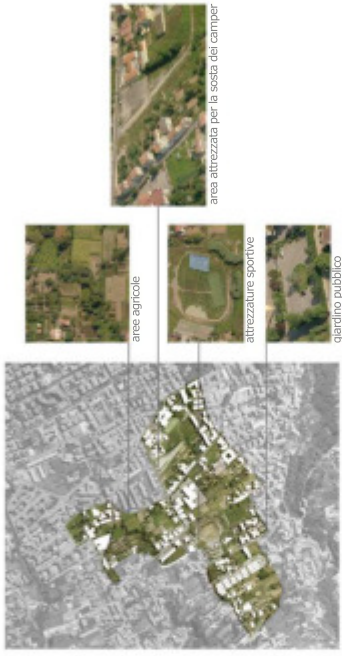 area attrezzata per la sosta dei camper
aree agricole
attrezzature sportive
giardino pubblico